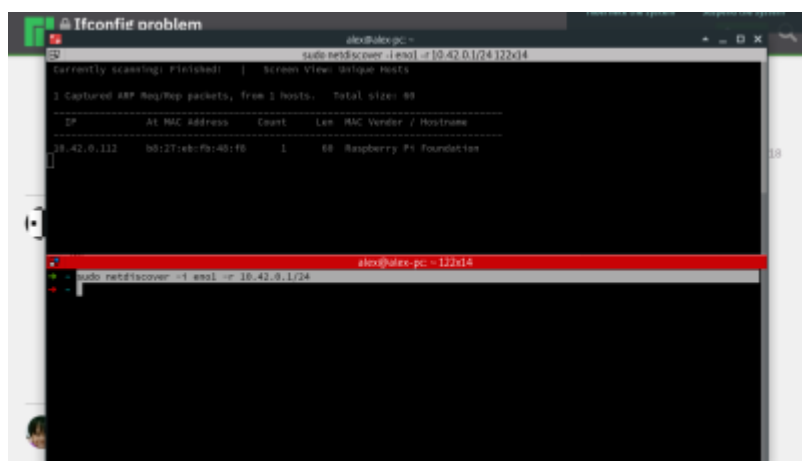 Ifconfig problem
alex@alex-pc:~
sudo netdiscover -i eno1 -r 10.42.0.1/24 122x14
Currently scanning: Finished! | Screen View: Unique Hosts
1 Captured ARP Req/Rep packets, from 1 hosts. Total size: 60
IP At MAC Address Count Len MAC Vendor / Hostname
10.42.0.112 b8:27:eb:fb:48:f8 1 60 Raspberry Pi Foundation
18
alex@alex-pc: ~ 122x14
sudo netdiscover -i eno1 -r 10.42.0.1/24